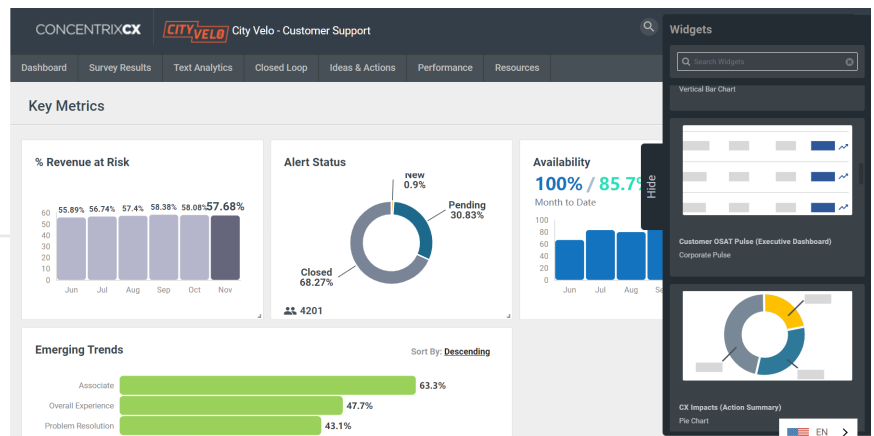 CONCENTRIXCX
CITYVELO
City Velo - Customer Support
Dashboard
Survey Results
Text Analytics
Closed Loop
Ideas & Actions
Performance
Resources
Key Metrics
% Revenue at Risk
55.89% 56.74% 57.4% 58.38% 58.08% 57.68%
60
50
40
30
20
10
0
Jun Jul Aug Sep Oct Nov
Alert Status
New
0.9%
Pending
30.83%
Closed
68.27%
4201
Availability
100% / 85.7%
Month to Date
100
80
60
40
20
0
Jun Jul Aug
Emerging Trends
Sort By: Descending
Associate 63.3%
Overall Experience 47.7%
Problem Resolution 43.1%
Hide
Widgets
Search Widgets
Vertical Bar Chart
Customer OSAT Pulse (Executive Dashboard)
Corporate Pulse
CX Impacts (Action Summary)
Pie Chart
EN